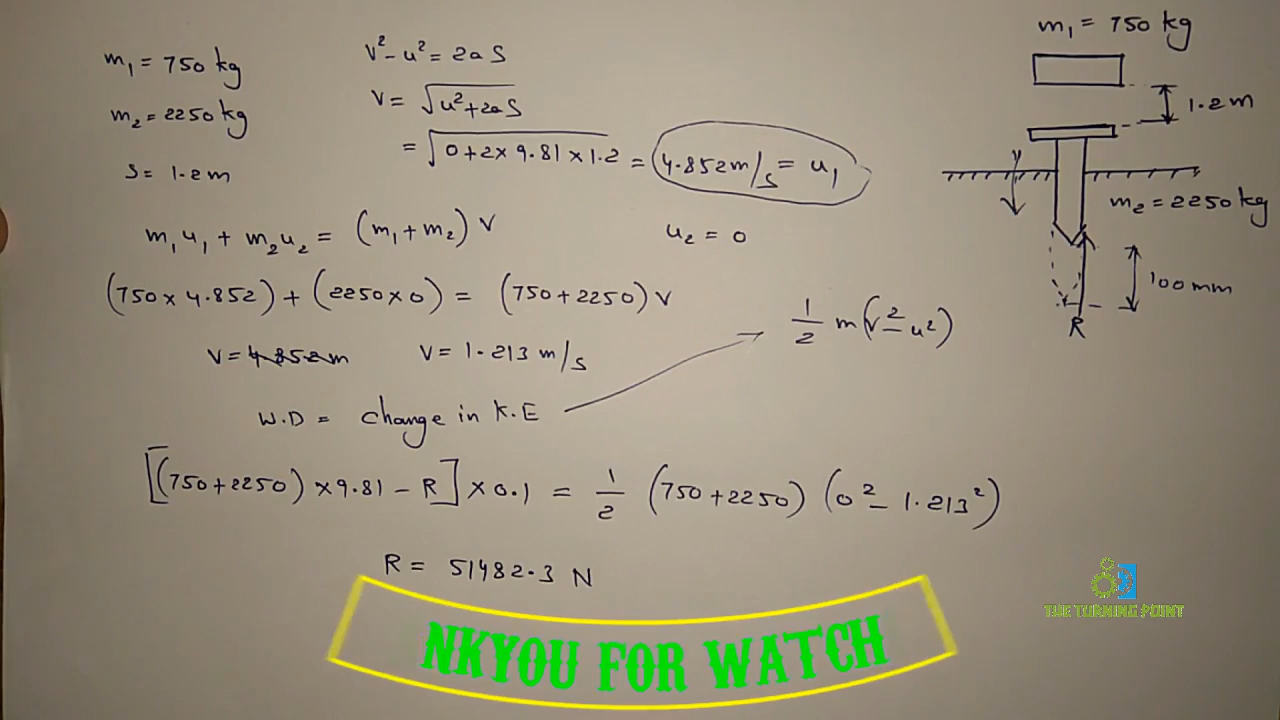 m₁ = 750 kg
m₂ = 2250 kg
S = 1.2 m
V² - u² = 2a S
V = √(u² + 2aS)
= √(0 + 2 × 9.81 × 1.2) = 4.852 m/s = u₁
m₁u₁ + m₂u₂ = (m₁ + m₂) V
u₂ = 0
(750 × 4.852) + (2250 × 0) = (750 + 2250) V
V = 4.852 m
V = 1.213 m/s
W.D = change in K.E
1/2 m(V² - u²)
[(750 + 2250) × 9.81 - R] × 0.1 = 1/2 (750 + 2250) (0² - 1.213²)
R = 51482.3 N
m₁ = 750 kg
1.2 m
m₂ = 2250 kg
100 mm
R
THE TURNING POINT
NKYOU FOR WATCH